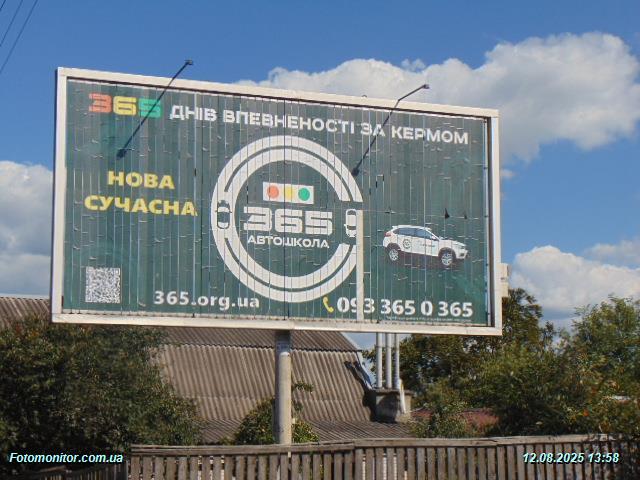 365 ДНІВ ВПЕВНЕНОСТІ ЗА КЕРМОМ
НОВА
СУЧАСНА
365
АВТОШКОЛА
365.org.ua
093 365 0 365
Fotomonitor.com.ua
12.08.2025 13:58